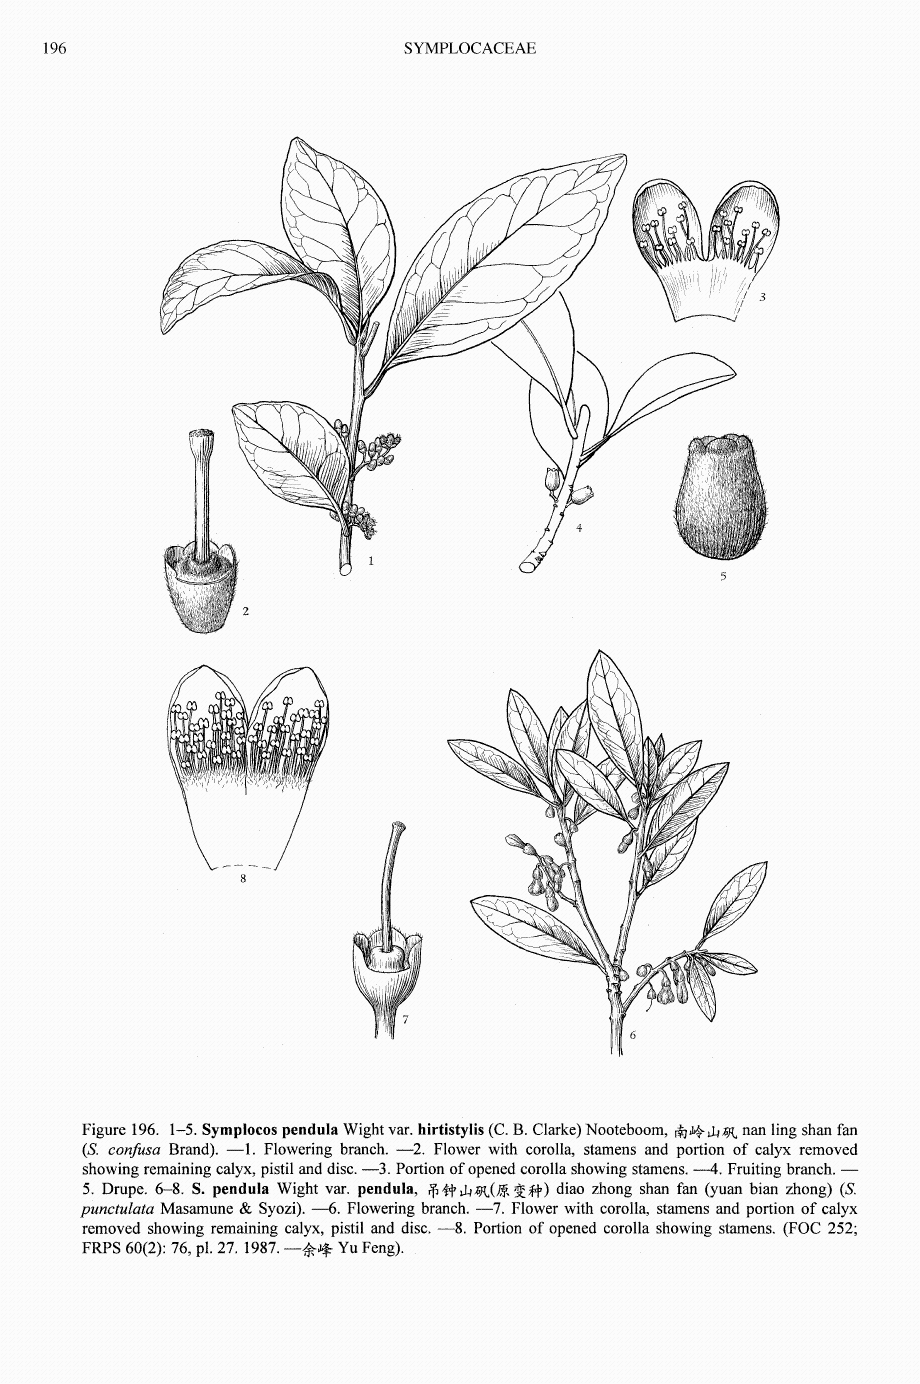 196
SYMPLOCACEAE
3
4
1
5
2
8
7
6
Figure 196. 1–5. Symplocos pendula Wight var. hirtistylis (C. B. Clarke) Nooteboom, 南岭山矾 nan ling shan fan
(S. confusa Brand). —1. Flowering branch. —2. Flower with corolla, stamens and portion of calyx removed
showing remaining calyx, pistil and disc. —3. Portion of opened corolla showing stamens. —4. Fruiting branch. —
5. Drupe. 6–8. S. pendula Wight var. pendula, 吊钟山矾(原变种) diao zhong shan fan (yuan bian zhong) (S.
punctulata Masamune & Syozi). —6. Flowering branch. —7. Flower with corolla, stamens and portion of calyx
removed showing remaining calyx, pistil and disc. —8. Portion of opened corolla showing stamens. (FOC 252;
FRPS 60(2): 76, pl. 27. 1987. —余峰 Yu Feng).